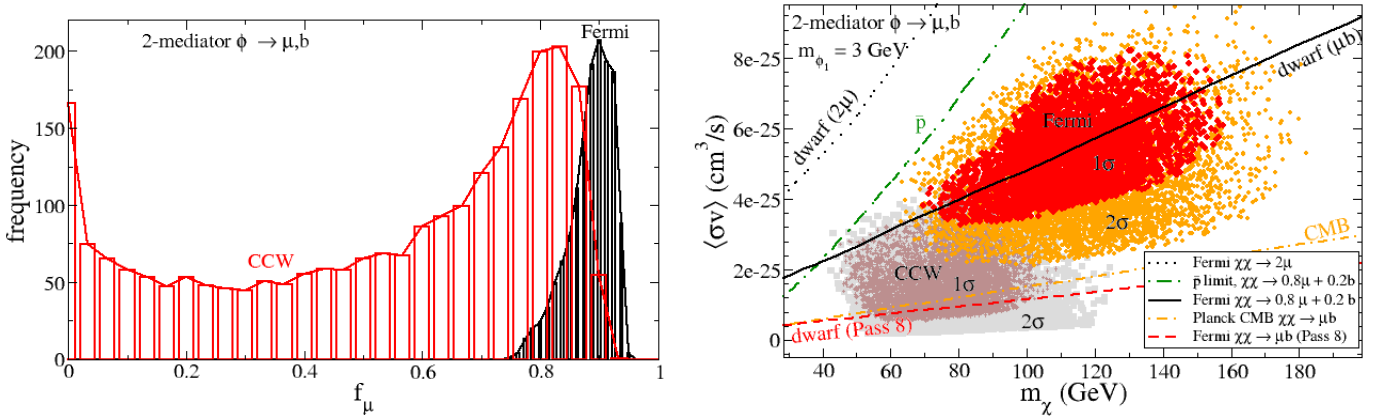 2-mediator ϕ → μ,b
Fermi
200
150
100
50
0
frequency
CCW
0 0.2 0.4 0.6 0.8 1
f_μ
2-mediator ϕ → μ,b
m_ϕ₁ = 3 GeV
dwarf (2μ)
p̄
dwarf (μb)
Fermi
1σ
2σ
CCW
1σ
2σ
CMB
dwarf (Pass 8)
8e-25
6e-25
4e-25
2e-25
0
⟨σv⟩ (cm³/s)
Fermi χχ → 2μ
p̄ limit, χχ → 0.8μ + 0.2b
Fermi χχ → 0.8 μ + 0.2 b
Planck CMB χχ → μb
Fermi χχ → μb (Pass 8)
40 60 80 100 120 140 160 180
m_χ (GeV)